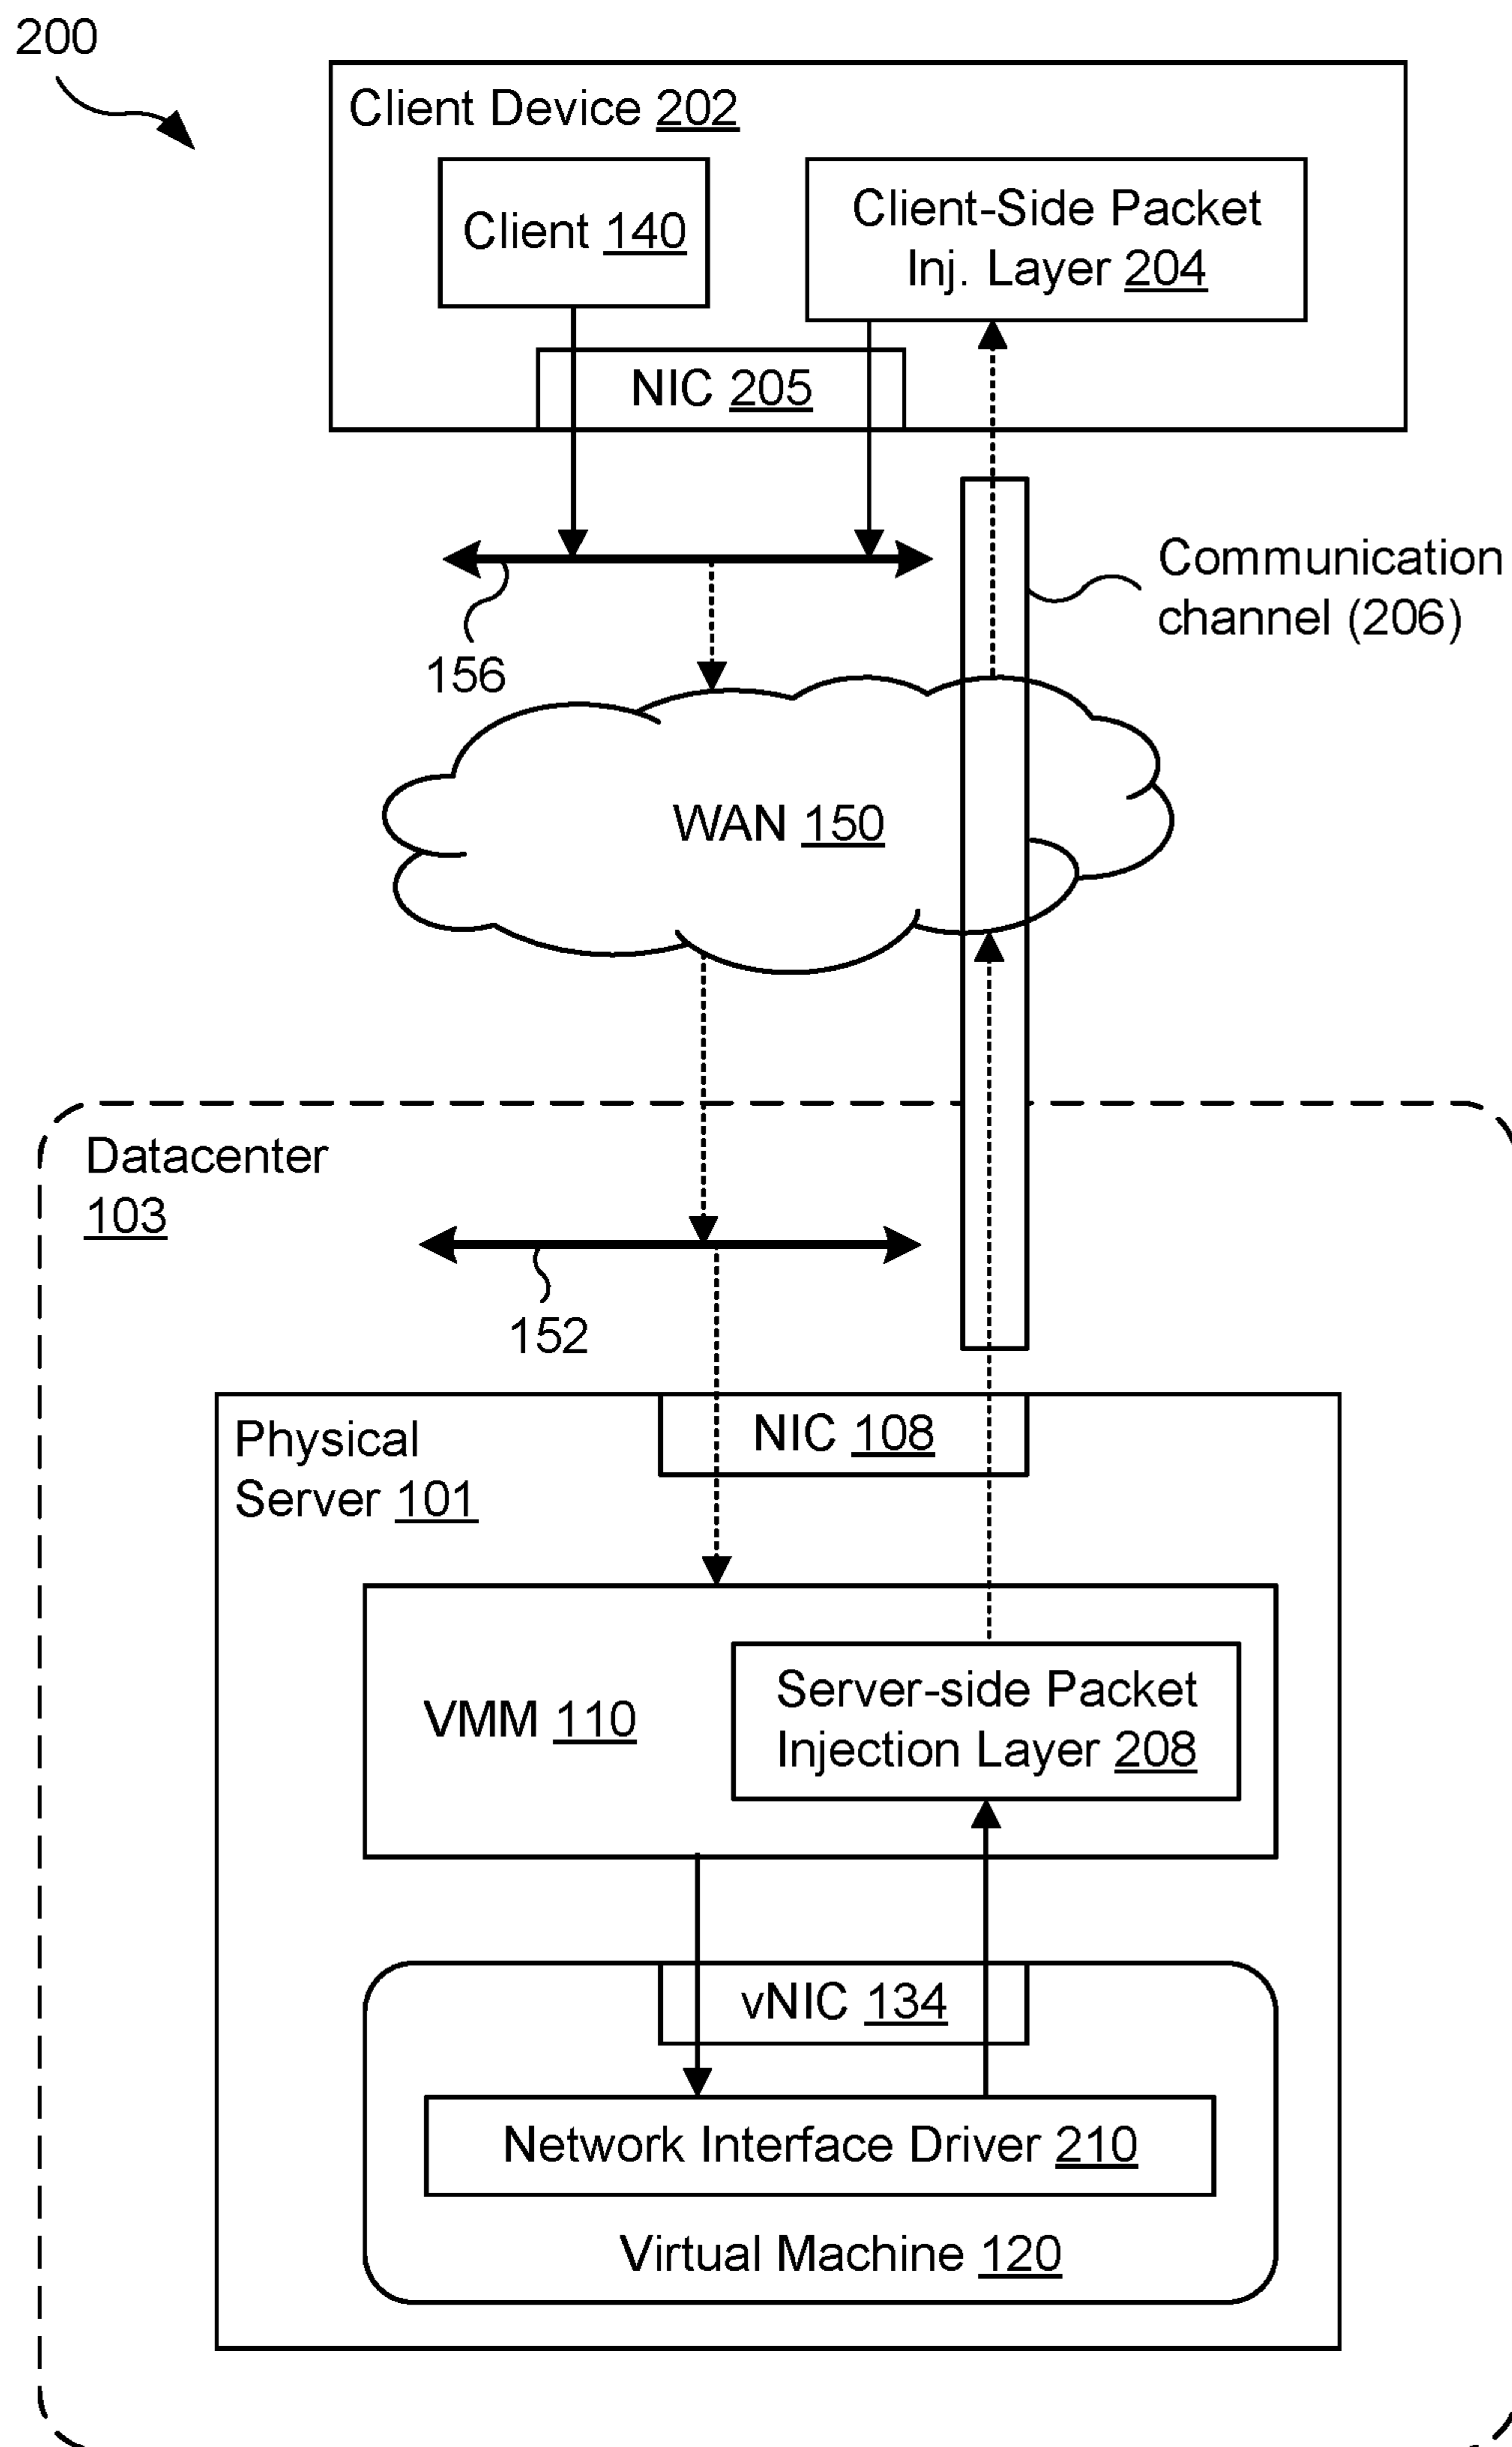 200
Client Device 202
Client 140
Client-Side Packet
Inj. Layer 204
NIC 205
Communication
channel (206)
156
WAN 150
Datacenter
103
152
NIC 108
Physical
Server 101
VMM 110
Server-side Packet
Injection Layer 208
vNIC 134
Network Interface Driver 210
Virtual Machine 120